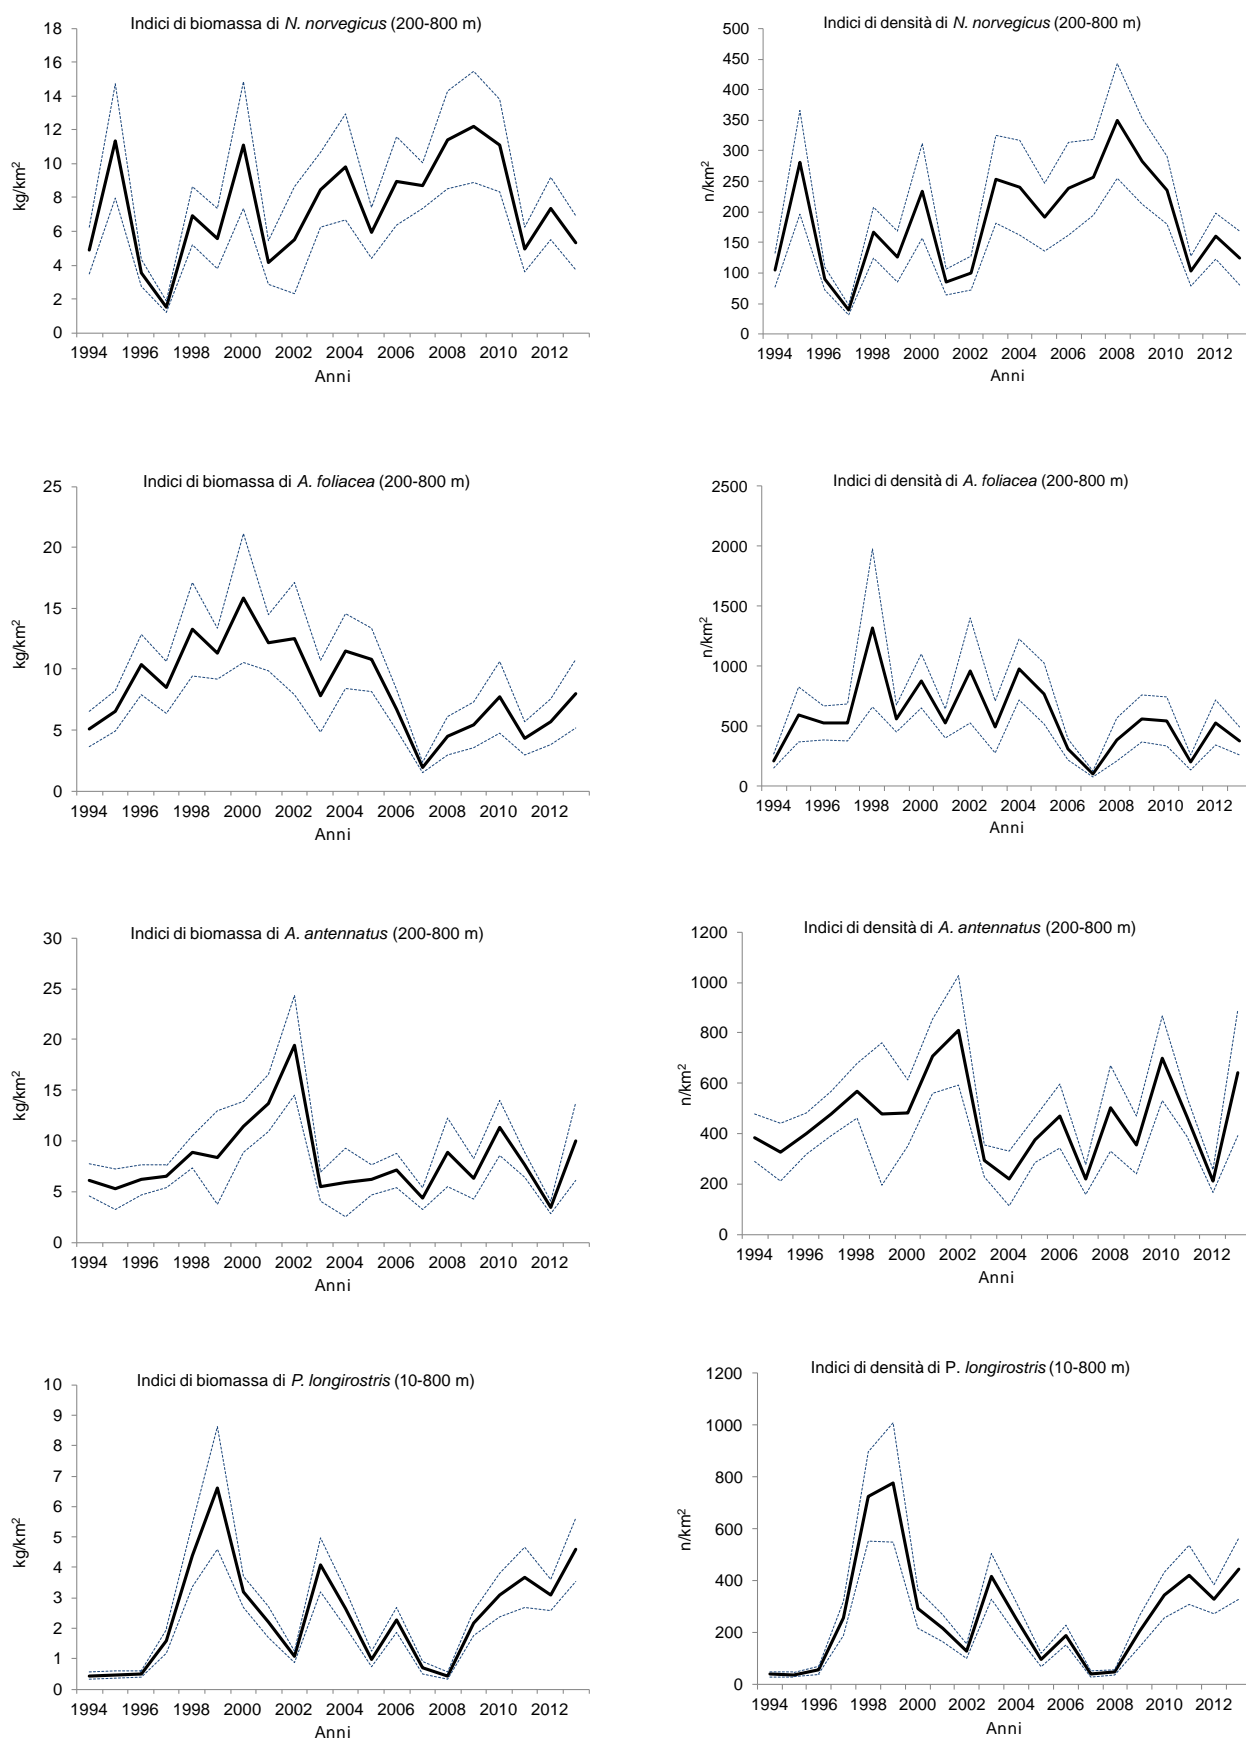 Indici di biomassa di N. norvegicus (200-800 m)
18
16
14
12
10
8
6
4
2
0
kg/km²
1994 1996 1998 2000 2002 2004 2006 2008 2010 2012
Anni
Indici di densità di N. norvegicus (200-800 m)
500
450
400
350
300
250
200
150
100
50
0
n/km²
1994 1996 1998 2000 2002 2004 2006 2008 2010 2012
Anni
Indici di biomassa di A. foliacea (200-800 m)
25
20
15
10
5
0
kg/km²
1994 1996 1998 2000 2002 2004 2006 2008 2010 2012
Anni
Indici di densità di A. foliacea (200-800 m)
2500
2000
1500
1000
500
0
n/km²
1994 1996 1998 2000 2002 2004 2006 2008 2010 2012
Anni
Indici di biomassa di A. antennatus (200-800 m)
30
25
20
15
10
5
0
kg/km²
1994 1996 1998 2000 2002 2004 2006 2008 2010 2012
Anni
Indici di densità di A. antennatus (200-800 m)
1200
1000
800
600
400
200
0
n/km²
1994 1996 1998 2000 2002 2004 2006 2008 2010 2012
Anni
Indici di biomassa di P. longirostris (10-800 m)
10
9
8
7
6
5
4
3
2
1
0
kg/km²
1994 1996 1998 2000 2002 2004 2006 2008 2010 2012
Anni
Indici di densità di P. longirostris (10-800 m)
1200
1000
800
600
400
200
0
n/km²
1994 1996 1998 2000 2002 2004 2006 2008 2010 2012
Anni